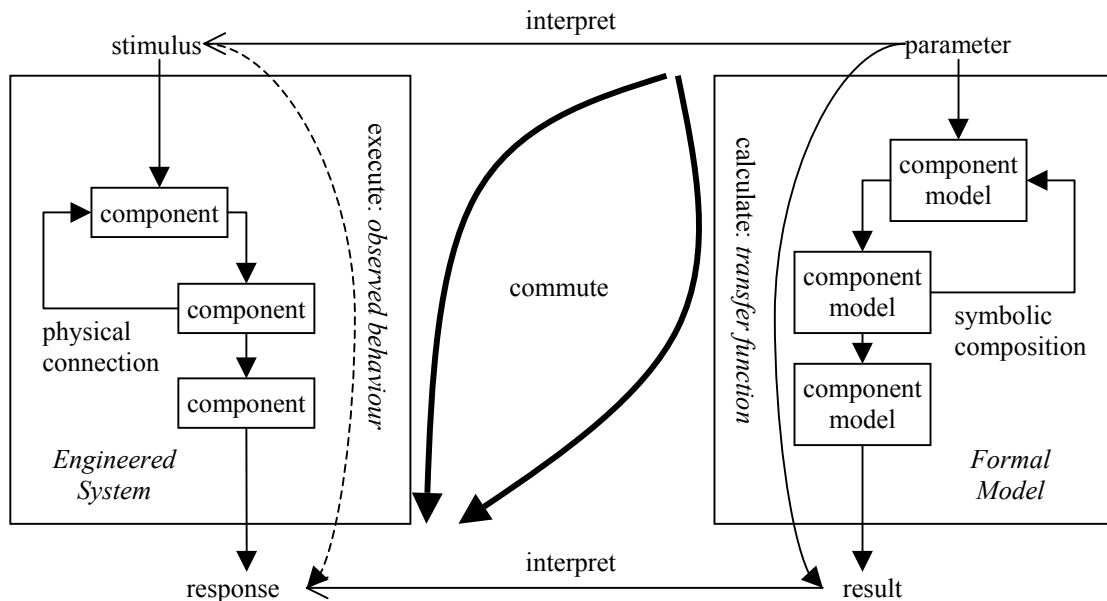 interpret
stimulus
parameter
execute: observed behaviour
calculate: transfer function
component
component
physical
connection
component
Engineered
System
commute
component
model
component
model
symbolic
composition
component
model
Formal
Model
interpret
response
result